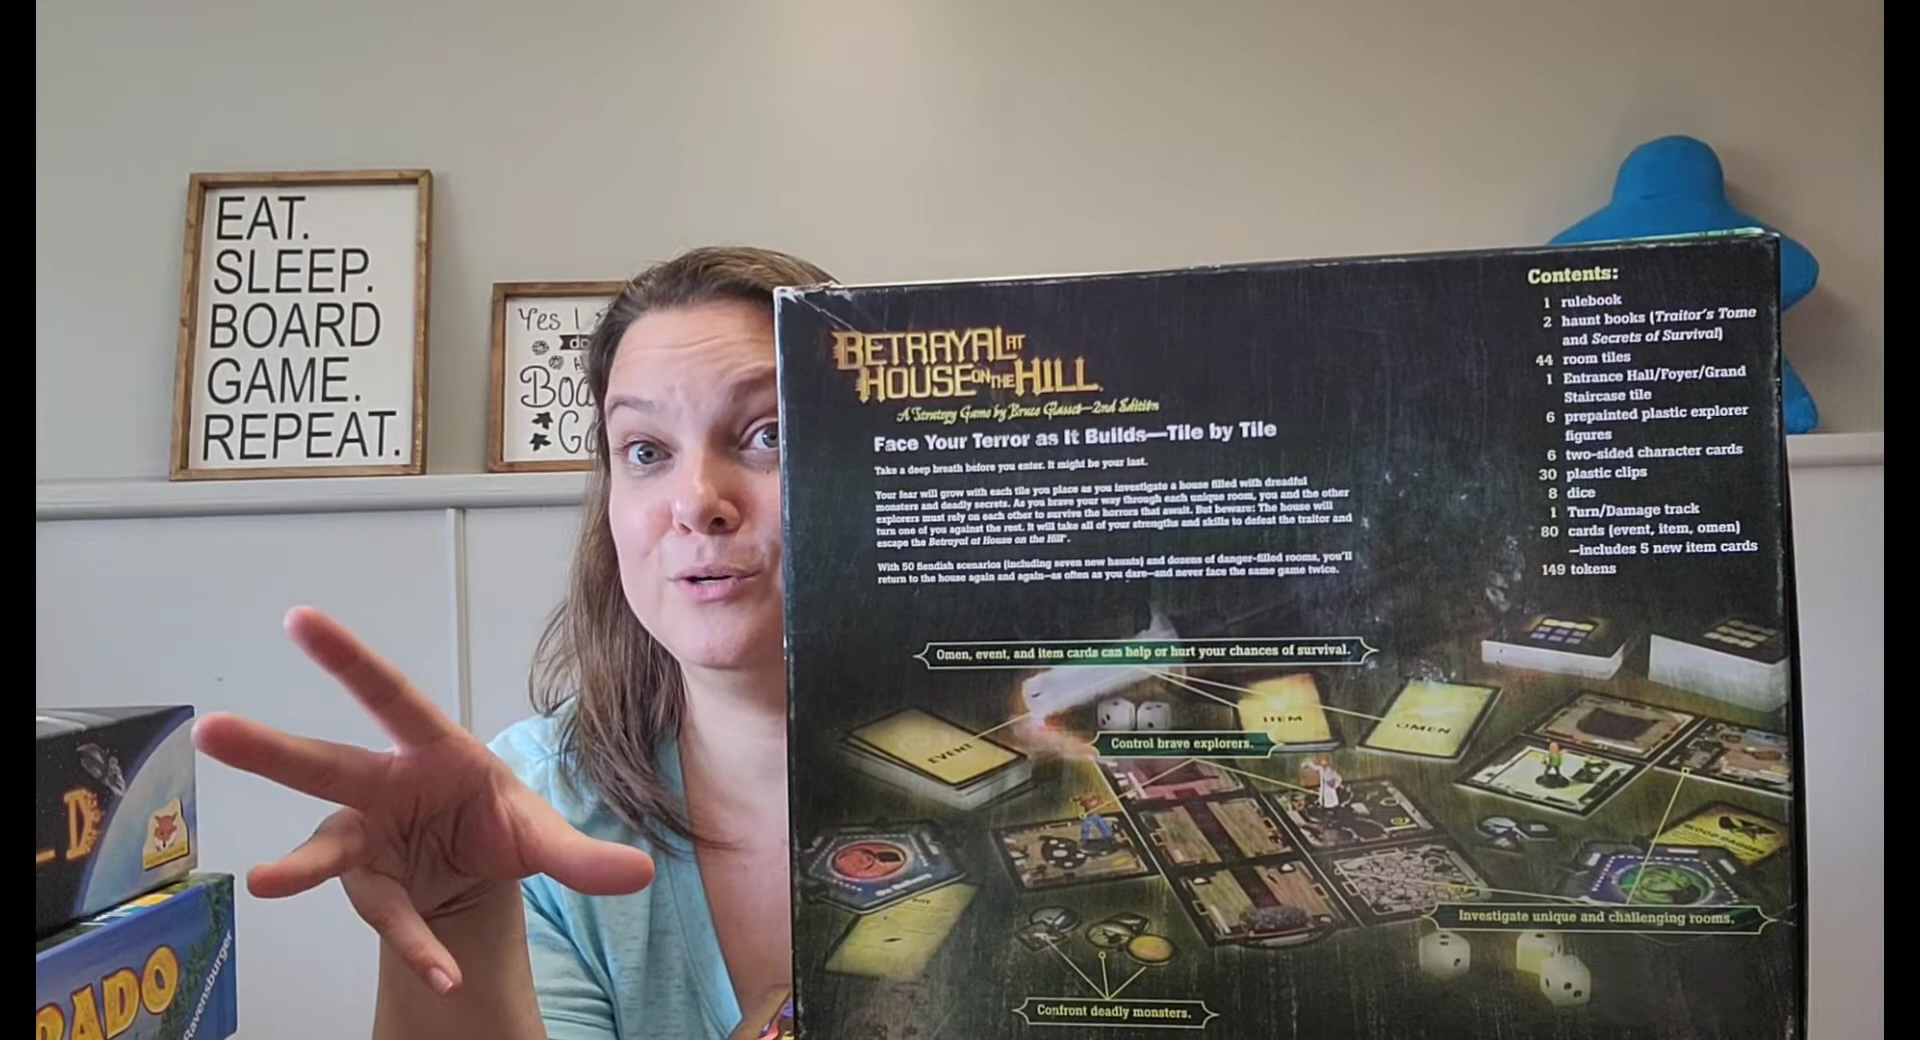 EAT.
SLEEP.
BOARD
GAME.
REPEAT.
Yes I
do
Boa
BETRAYAL AT
HOUSE ON THE HILL
A Strategy Game by Bruce Glassco—2nd Edition
Face Your Terror as It Builds—Tile by Tile
Take a deep breath before you enter. It might be your last.
Your fear will grow with each tile you place as you investigate a house filled with dreadful
monsters and deadly secrets. As you brave your way through each unique room, you and the other
explorers must rely on each other to survive the horrors that await. But beware: The house will
turn one of you against the rest. It will take all of your strengths and skills to defeat the traitor and
escape the Betrayal at House on the Hill®.
With 50 fiendish scenarios (including seven new haunts) and dozens of danger-filled rooms, you'll
return to the house again and again—as often as you dare—and never face the same game twice.
Contents:
1 rulebook
2 haunt books (Traitor's Tome
and Secrets of Survival)
44 room tiles
1 Entrance Hall/Foyer/Grand
Staircase tile
6 prepainted plastic explorer
figures
6 two-sided character cards
30 plastic clips
8 dice
1 Turn/Damage track
80 cards (event, item, omen)
—includes 5 new item cards
149 tokens
Omen, event, and item cards can help or hurt your chances of survival.
EVENT
ITEM
OMEN
Control brave explorers.
BITE
Investigate unique and challenging rooms.
Confront deadly monsters.
L D
RADO
Ravensburger